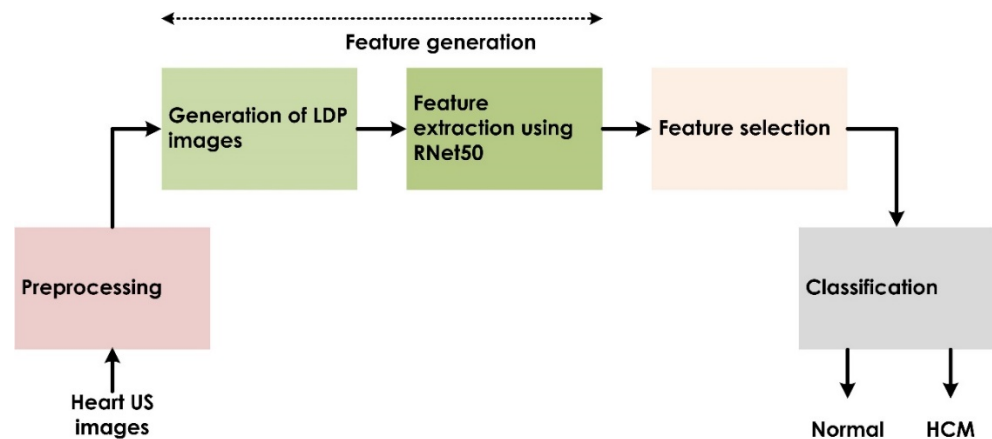 Feature generation
Generation of LDP
images
Feature
extraction using
RNet50
Feature selection
Preprocessing
Classification
Heart US
images
Normal
HCM